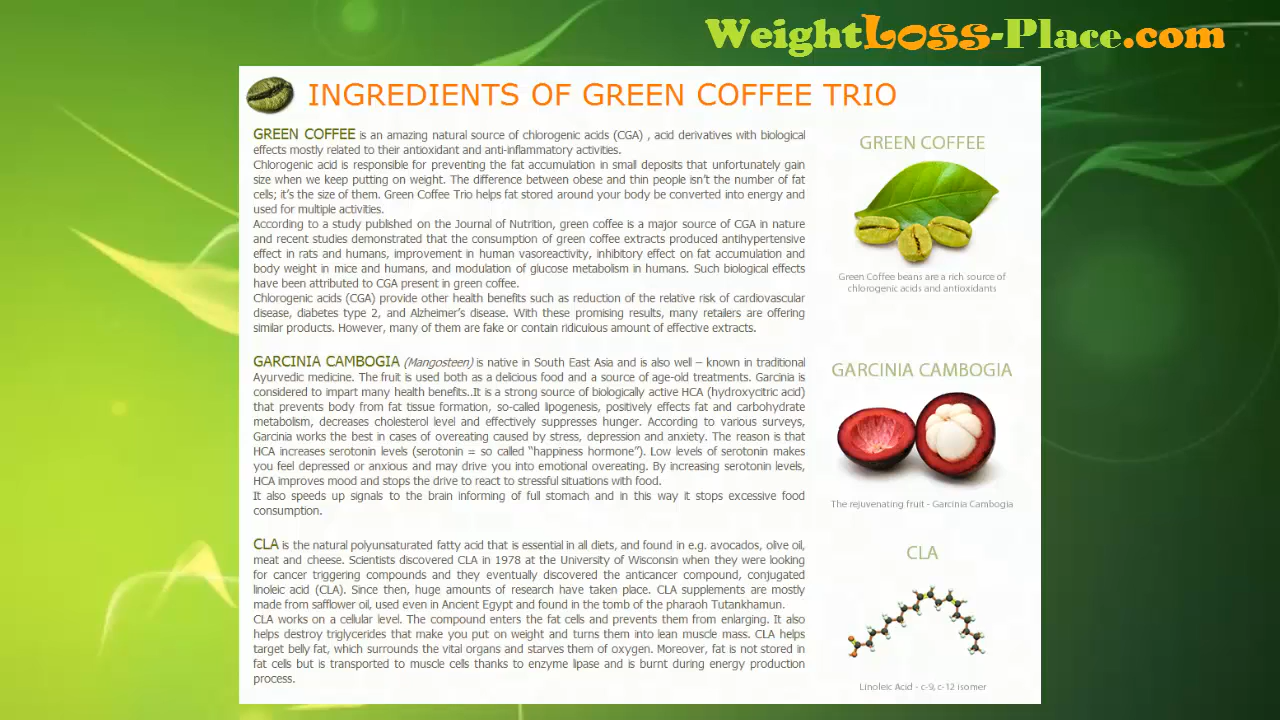 WeightLoss-Place.com
INGREDIENTS OF GREEN COFFEE TRIO
GREEN COFFEE is an amazing natural source of chlorogenic acids (CGA) , acid derivatives with biological
effects mostly related to their antioxidant and anti-inflammatory activities.
Chlorogenic acid is responsible for preventing the fat accumulation in small deposits that unfortunately gain
size when we keep putting on weight. The difference between obese and thin people isn't the number of fat
cells; it's the size of them. Green Coffee Trio helps fat stored around your body be converted into energy and
used for multiple activities.
According to a study published on the Journal of Nutrition, green coffee is a major source of CGA in nature
and recent studies demonstrated that the consumption of green coffee extracts produced antihypertensive
effect in rats and humans, improvement in human vasoreactivity, inhibitory effect on fat accumulation and
body weight in mice and humans, and modulation of glucose metabolism in humans. Such biological effects
have been attributed to CGA present in green coffee.
Chlorogenic acids (CGA) provide other health benefits such as reduction of the relative risk of cardiovascular
disease, diabetes type 2, and Alzheimer's disease. With these promising results, many retailers are offering
similar products. However, many of them are fake or contain ridiculous amount of effective extracts.
GREEN COFFEE
Green Coffee beans are a rich source of
chlorogenic acids and antioxidants
GARCINIA CAMBOGIA (Mangosteen) is native in South East Asia and is also well – known in traditional
Ayurvedic medicine. The fruit is used both as a delicious food and a source of age-old treatments. Garcinia is
considered to impart many health benefits..It is a strong source of biologically active HCA (hydroxycitric acid)
that prevents body from fat tissue formation, so-called lipogenesis, positively effects fat and carbohydrate
metabolism, decreases cholesterol level and effectively suppresses hunger. According to various surveys,
Garcinia works the best in cases of overeating caused by stress, depression and anxiety. The reason is that
HCA increases serotonin levels (serotonin = so called "happiness hormone"). Low levels of serotonin makes
you feel depressed or anxious and may drive you into emotional overeating. By increasing serotonin levels,
HCA improves mood and stops the drive to react to stressful situations with food.
It also speeds up signals to the brain informing of full stomach and in this way it stops excessive food
consumption.
GARCINIA CAMBOGIA
The rejuvenating fruit - Garcinia Cambogia
CLA is the natural polyunsaturated fatty acid that is essential in all diets, and found in e.g. avocados, olive oil,
meat and cheese. Scientists discovered CLA in 1978 at the University of Wisconsin when they were looking
for cancer triggering compounds and they eventually discovered the anticancer compound, conjugated
linoleic acid (CLA). Since then, huge amounts of research have taken place. CLA supplements are mostly
made from safflower oil, used even in Ancient Egypt and found in the tomb of the pharaoh Tutankhamun.
CLA works on a cellular level. The compound enters the fat cells and prevents them from enlarging. It also
helps destroy triglycerides that make you put on weight and turns them into lean muscle mass. CLA helps
target belly fat, which surrounds the vital organs and starves them of oxygen. Moreover, fat is not stored in
fat cells but is transported to muscle cells thanks to enzyme lipase and is burnt during energy production
process.
CLA
Linoleic Acid - c-9, c-12 isomer